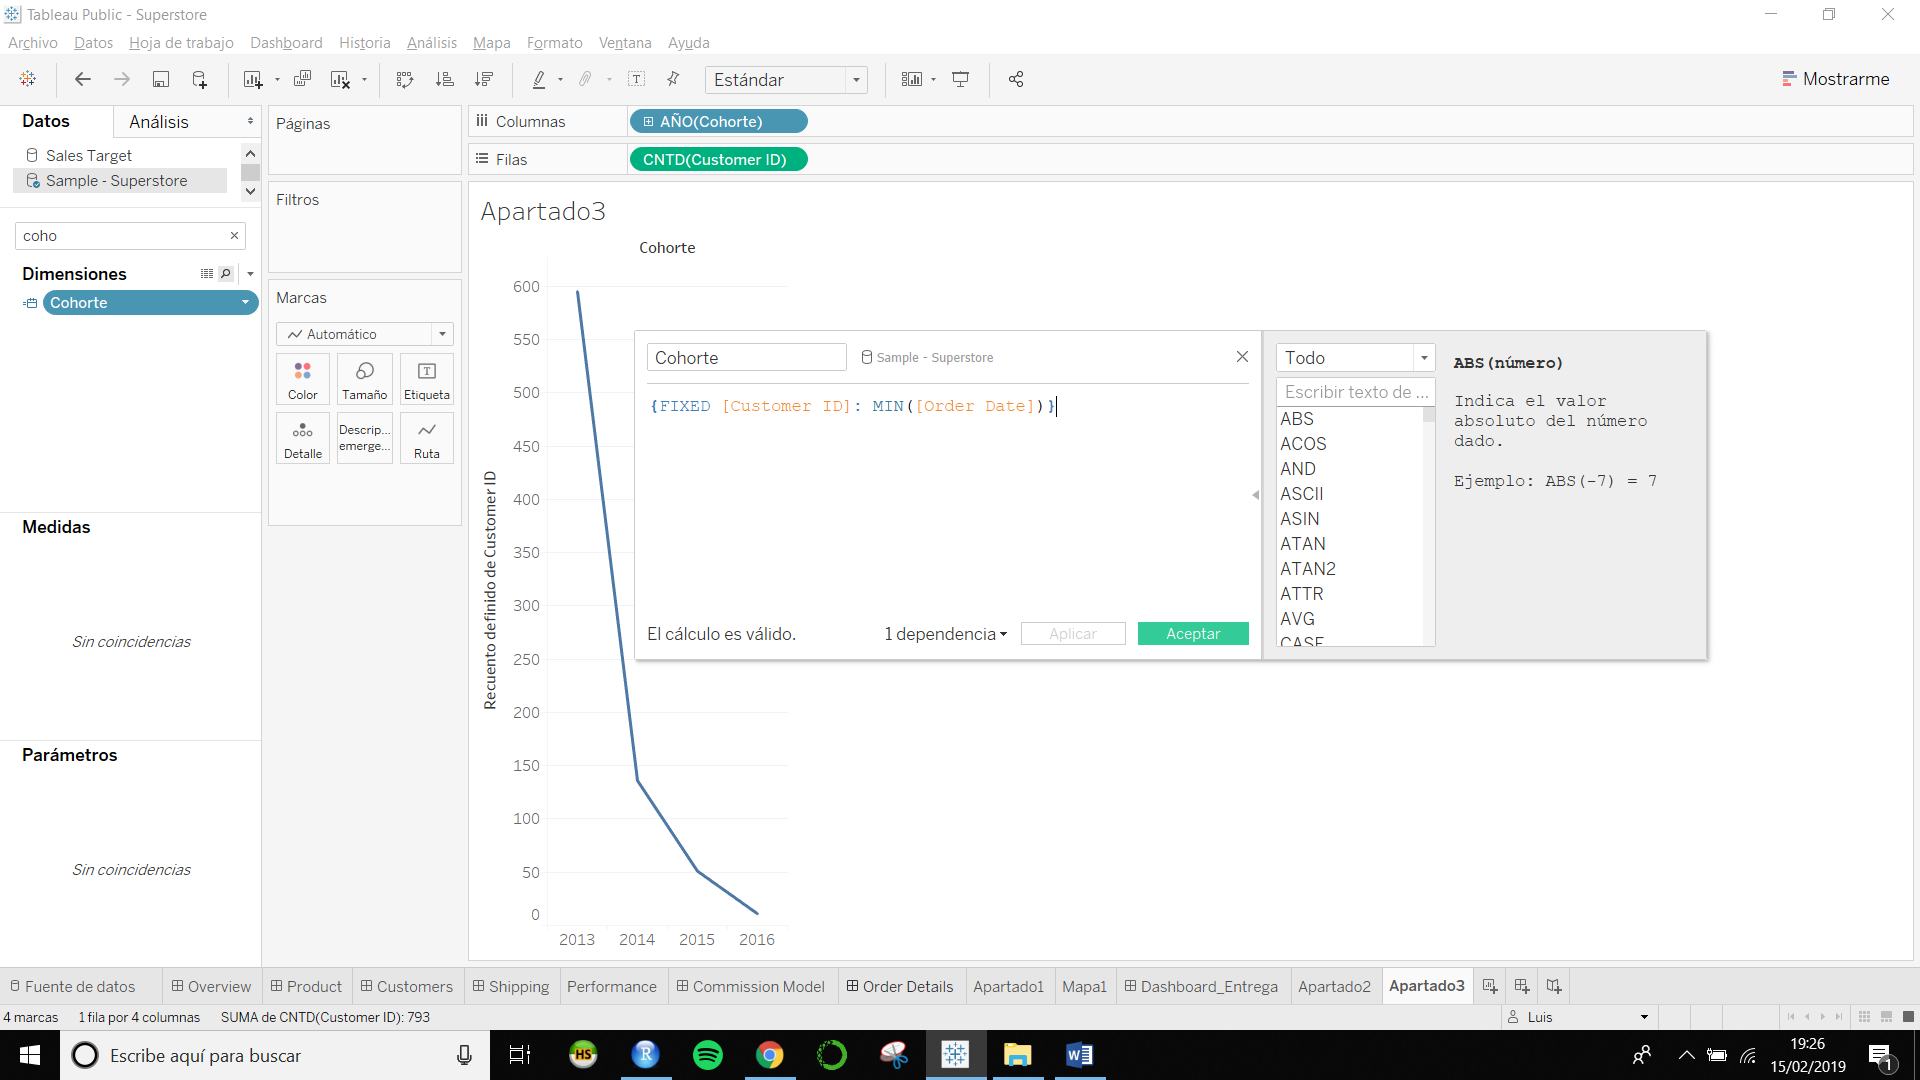 Tableau Public - Superstore
Archivo Datos Hoja de trabajo Dashboard Historia Análisis Mapa Formato Ventana Ayuda
Estándar
Mostrarme
Datos
Análisis
Sales Target
Sample - Superstore
coho
Dimensiones
Cohorte
Medidas
Sin coincidencias
Parámetros
Sin coincidencias
Páginas
Filtros
Marcas
Automático
Color
Tamaño
Etiqueta
Detalle
Descrip...
emerge...
Ruta
Columnas
AÑO(Cohorte)
Filas
CNTD(Customer ID)
Apartado3
Cohorte
Recuento definido de Customer ID
600
550
500
450
400
350
300
250
200
150
100
50
0
2013 2014 2015 2016
Cohorte
Sample - Superstore
{FIXED [Customer ID]: MIN([Order Date])}
El cálculo es válido.
1 dependencia
Aplicar
Aceptar
Todo
Escribir texto de ...
ABS
ACOS
AND
ASCII
ASIN
ATAN
ATAN2
ATTR
AVG
CASE
ABS(número)
Indica el valor
absoluto del número
dado.
Ejemplo: ABS(-7) = 7
Fuente de datos Overview Product Customers Shipping Performance Commission Model Order Details Apartado1 Mapa1 Dashboard_Entrega Apartado2 Apartado3
4 marcas 1 fila por 4 columnas SUMA de CNTD(Customer ID): 793
Luis
Escribe aquí para buscar
HS
R
W
19:26
15/02/2019
1